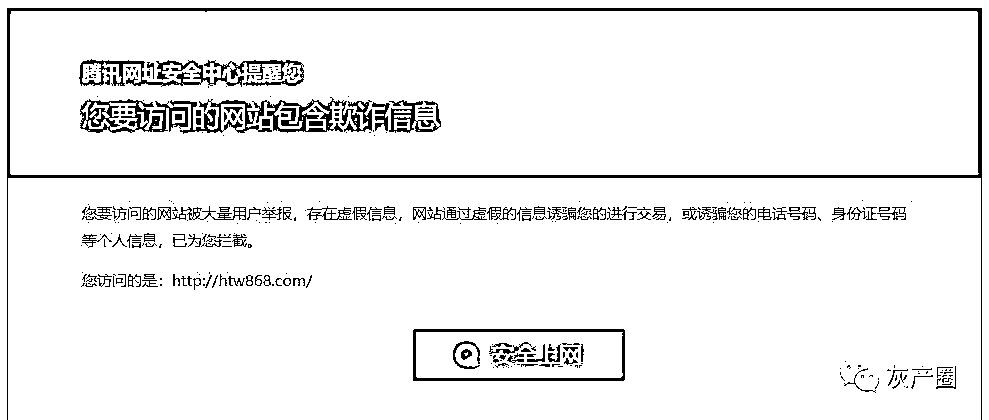 腾讯网址安全中心提醒您
您要访问的网站包含欺诈信息
您要访问的网站被大量用户举报，存在虚假信息，网站通过虚假的信息诱骗您的进行交易，或诱骗您的电话号码、身份证号码
等个人信息，已为您拦截。
您访问的是：http://htw868.com/
安全上网
灰产圈